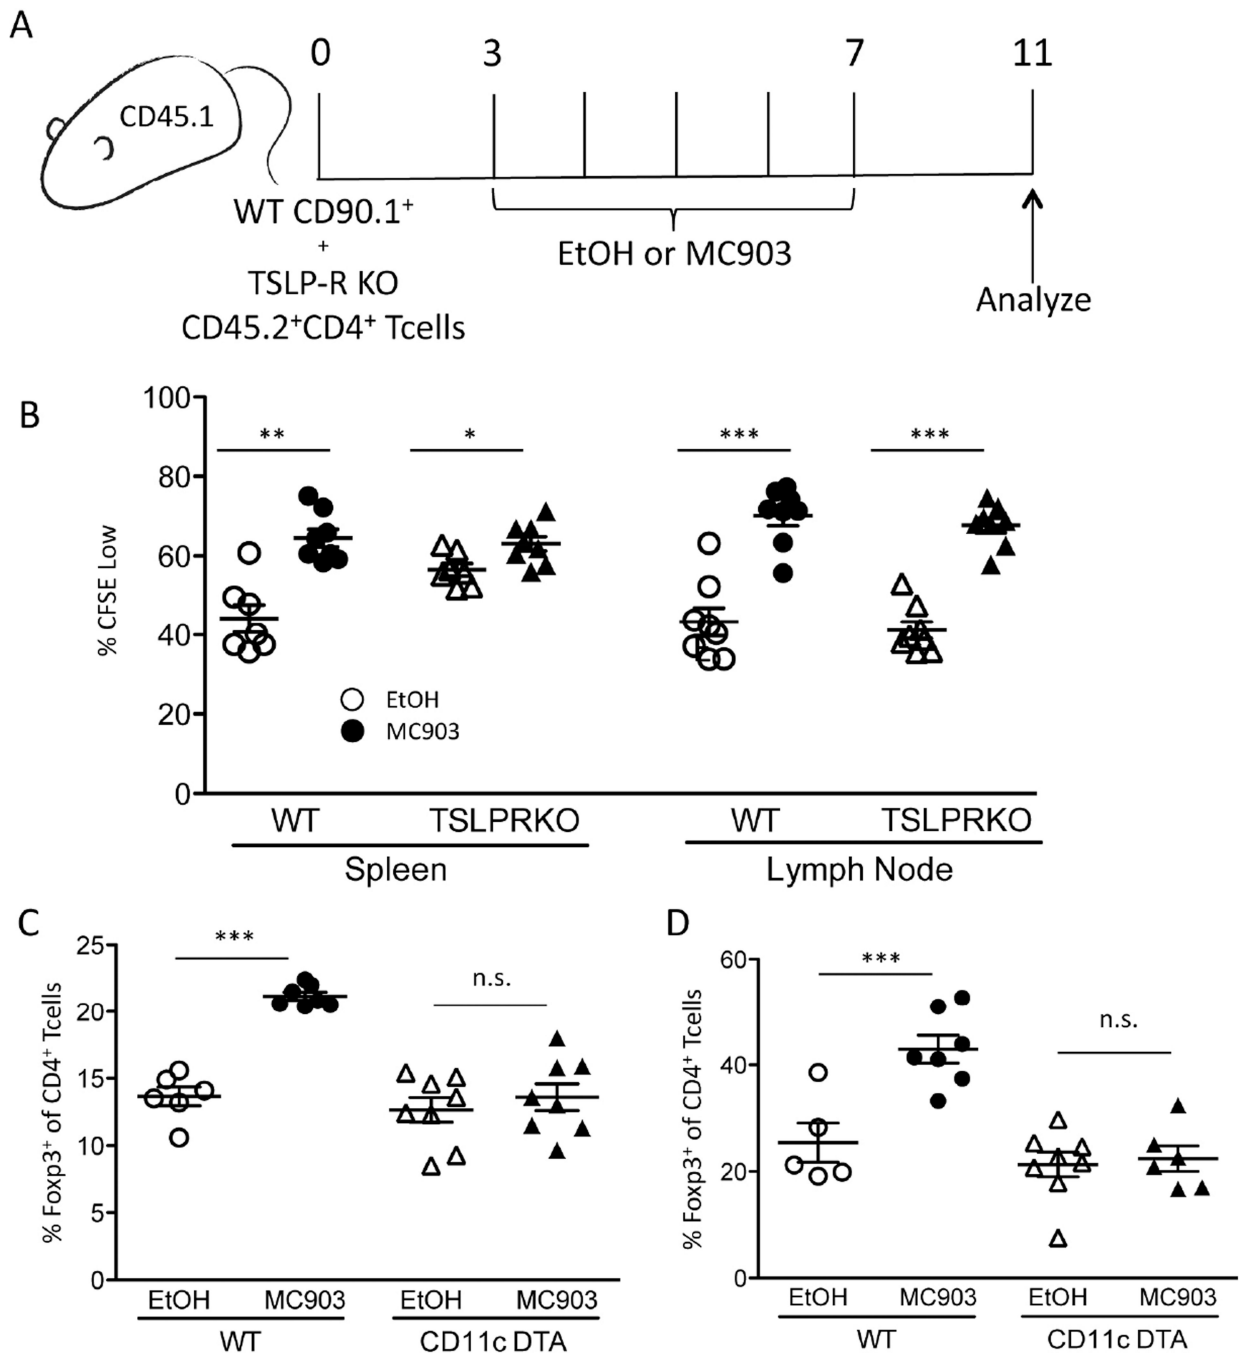 A
0 3 7 11
CD45.1
WT CD90.1⁺
+
TSLP-R KO
CD45.2⁺CD4⁺ Tcells
EtOH or MC903
Analyze
B
% CFSE Low
100
80
60
40
20
0
** * *** ***
EtOH
MC903
WT TSLPRKO WT TSLPRKO
Spleen Lymph Node
C
% Foxp3⁺ of CD4⁺ Tcells
25
20
15
10
5
0
*** n.s.
EtOH MC903 EtOH MC903
WT CD11c DTA
D
% Foxp3⁺ of CD4⁺ Tcells
60
40
20
0
*** n.s.
EtOH MC903 EtOH MC903
WT CD11c DTA